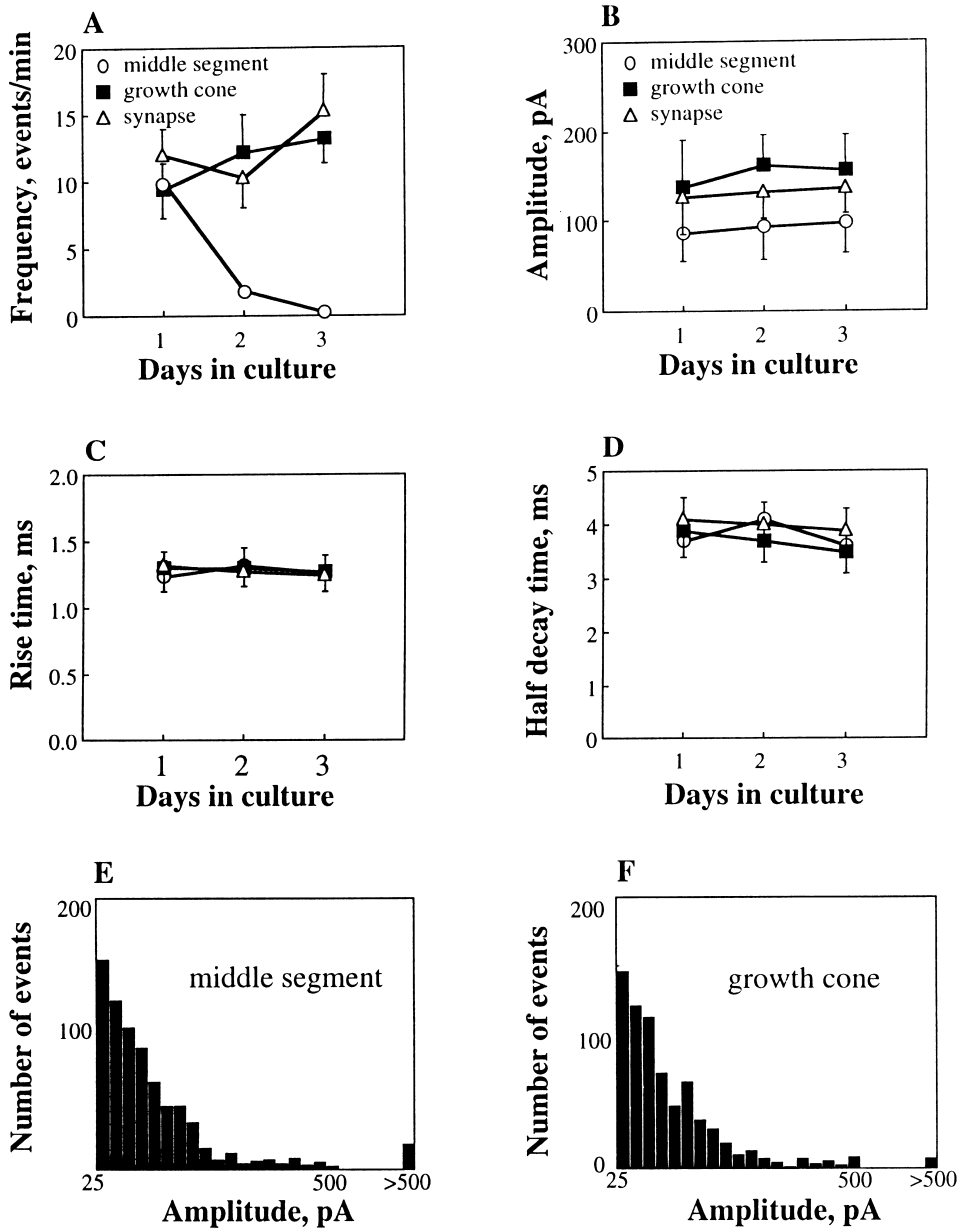 A
Frequency, events/min
20
15
10
5
0
middle segment
growth cone
synapse
1 2 3
Days in culture
B
Amplitude, pA
300
200
100
0
middle segment
growth cone
synapse
1 2 3
Days in culture
C
Rise time, ms
2.0
1.5
1.0
0.5
0.0
1 2 3
Days in culture
D
Half decay time, ms
5
4
3
2
1
0
1 2 3
Days in culture
E
Number of events
200
100
middle segment
25 500 >500
Amplitude, pA
F
Number of events
200
100
0
growth cone
25 500 >500
Amplitude, pA